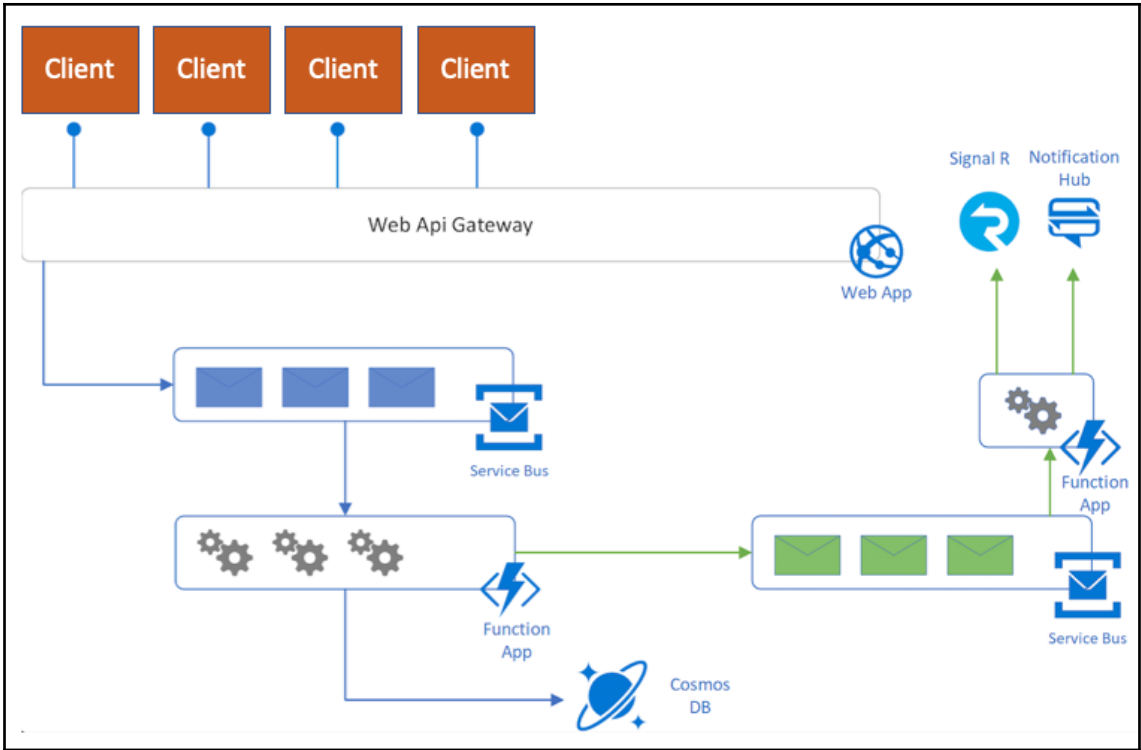 Client
Client
Client
Client
Signal R
Notification
Hub
Web Api Gateway
Web App
Service Bus
Function
App
Function
App
Service Bus
Cosmos
DB